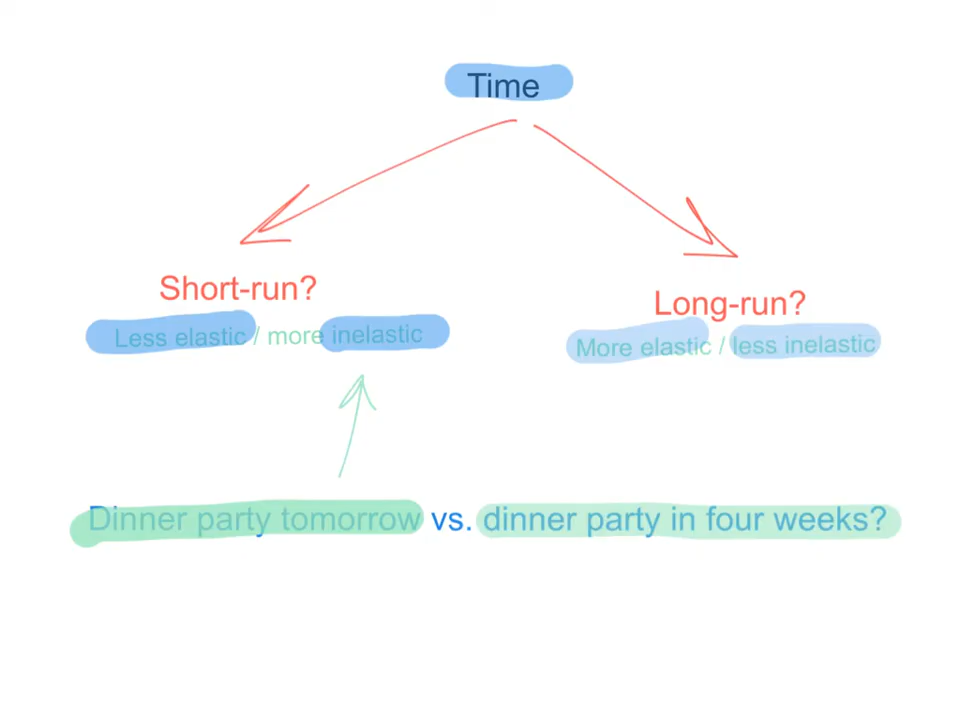 Time
Short-run?
Long-run?
Less elastic / more inelastic
More elastic / less inelastic
Dinner party tomorrow vs. dinner party in four weeks?